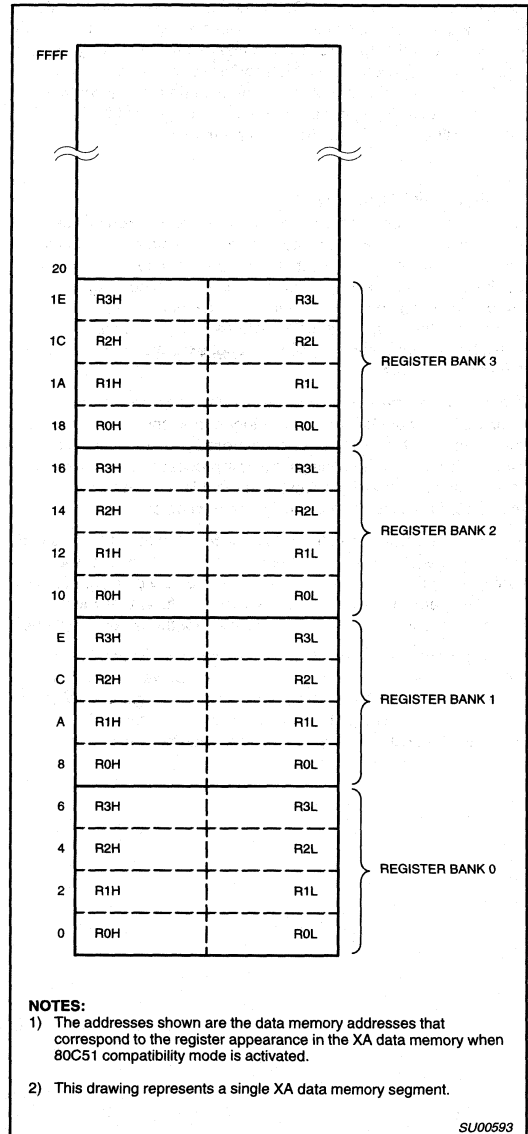 FFFF
20
1E R3H R3L
1C R2H R2L
REGISTER BANK 3
1A R1H R1L
18 R0H R0L
16 R3H R3L
14 R2H R2L
REGISTER BANK 2
12 R1H R1L
10 R0H R0L
E R3H R3L
C R2H R2L
REGISTER BANK 1
A R1H R1L
8 R0H R0L
6 R3H R3L
4 R2H R2L
REGISTER BANK 0
2 R1H R1L
0 R0H R0L
NOTES:
1) The addresses shown are the data memory addresses that
correspond to the register appearance in the XA data memory when
80C51 compatibility mode is activated.
2) This drawing represents a single XA data memory segment.
SU00593